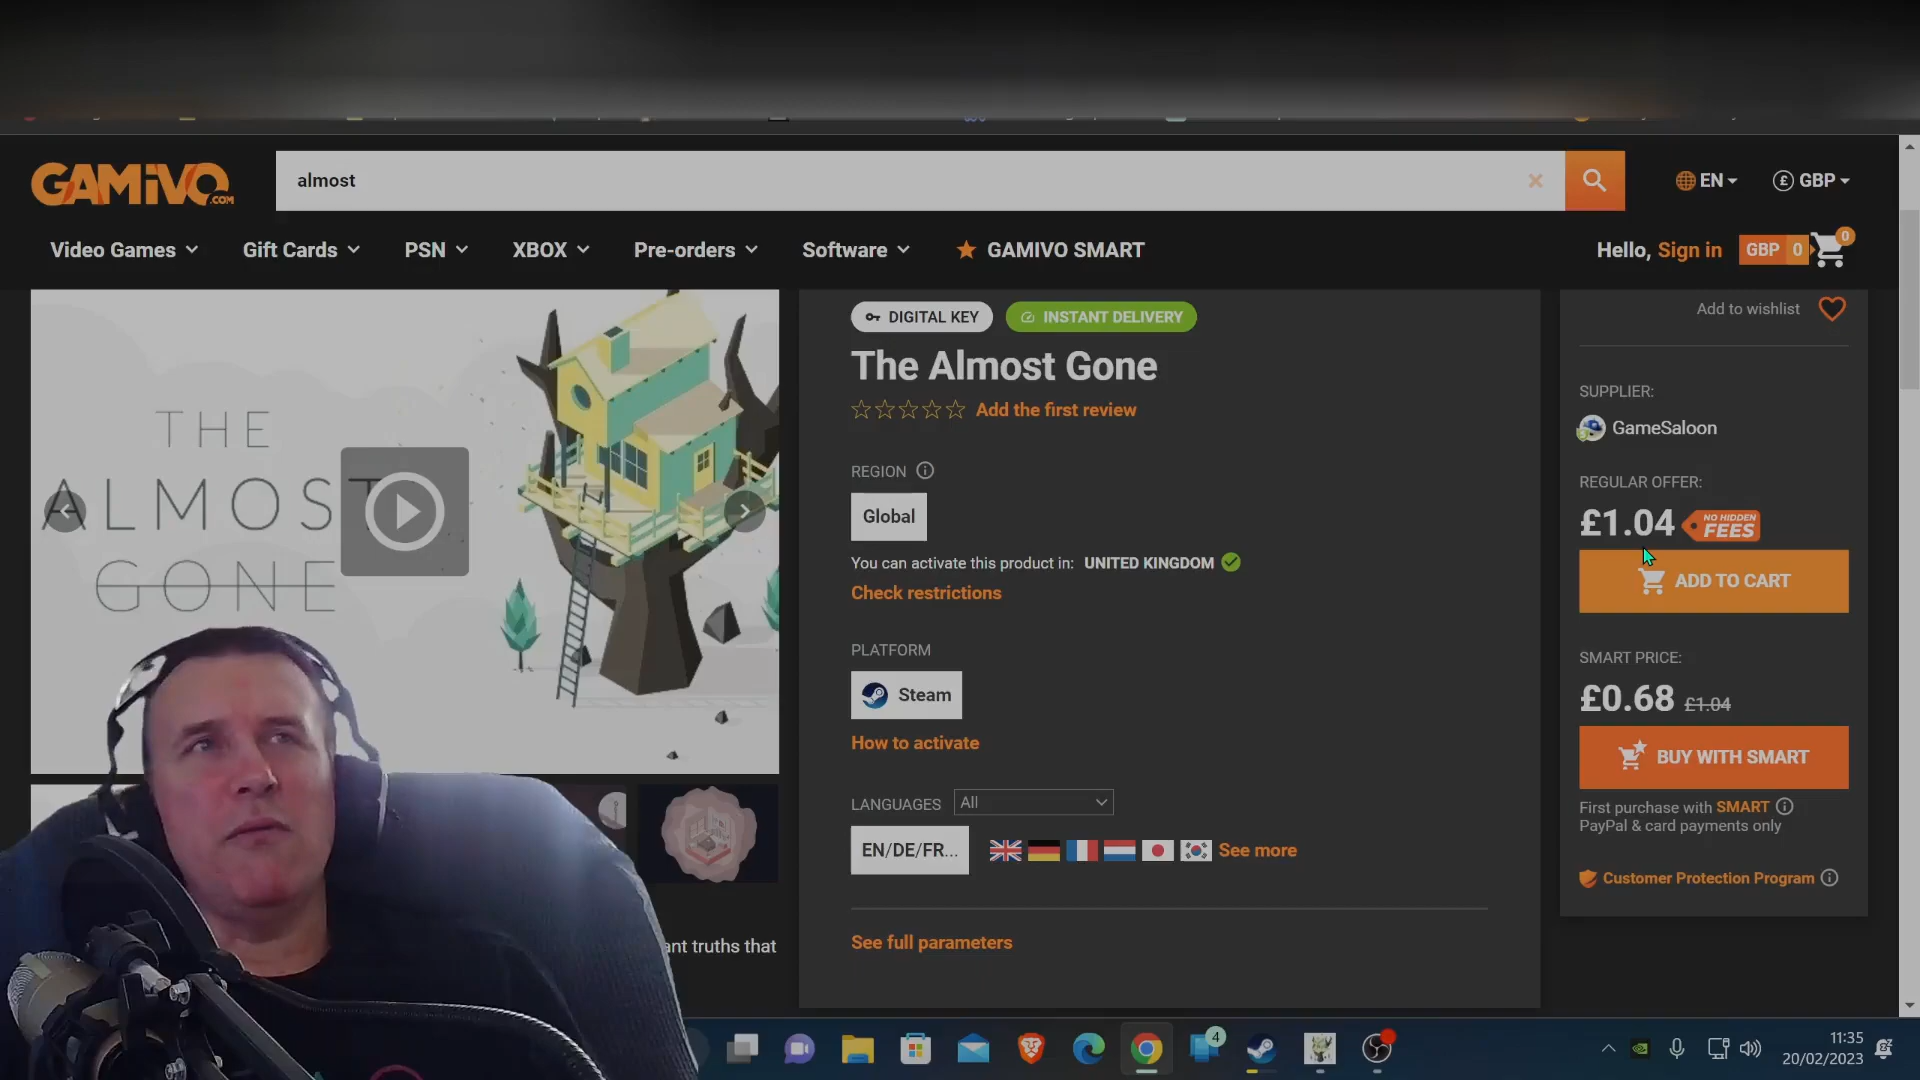 GAMIVO.COM
almost
EN
£ GBP
Video Games
Gift Cards
PSN
XBOX
Pre-orders
Software
GAMIVO SMART
Hello, Sign in
GBP 0
0
THE
ALMOST
GONE
DIGITAL KEY
INSTANT DELIVERY
The Almost Gone
Add the first review
REGION
Global
You can activate this product in: UNITED KINGDOM
Check restrictions
PLATFORM
Steam
How to activate
LANGUAGES All
EN/DE/FR...
See more
See full parameters
ant truths that
Add to wishlist
SUPPLIER:
GameSaloon
REGULAR OFFER:
£1.04 NO HIDDEN FEES
ADD TO CART
SMART PRICE:
£0.68 £1.04
BUY WITH SMART
First purchase with SMART
PayPal & card payments only
Customer Protection Program
4
11:35
20/02/2023